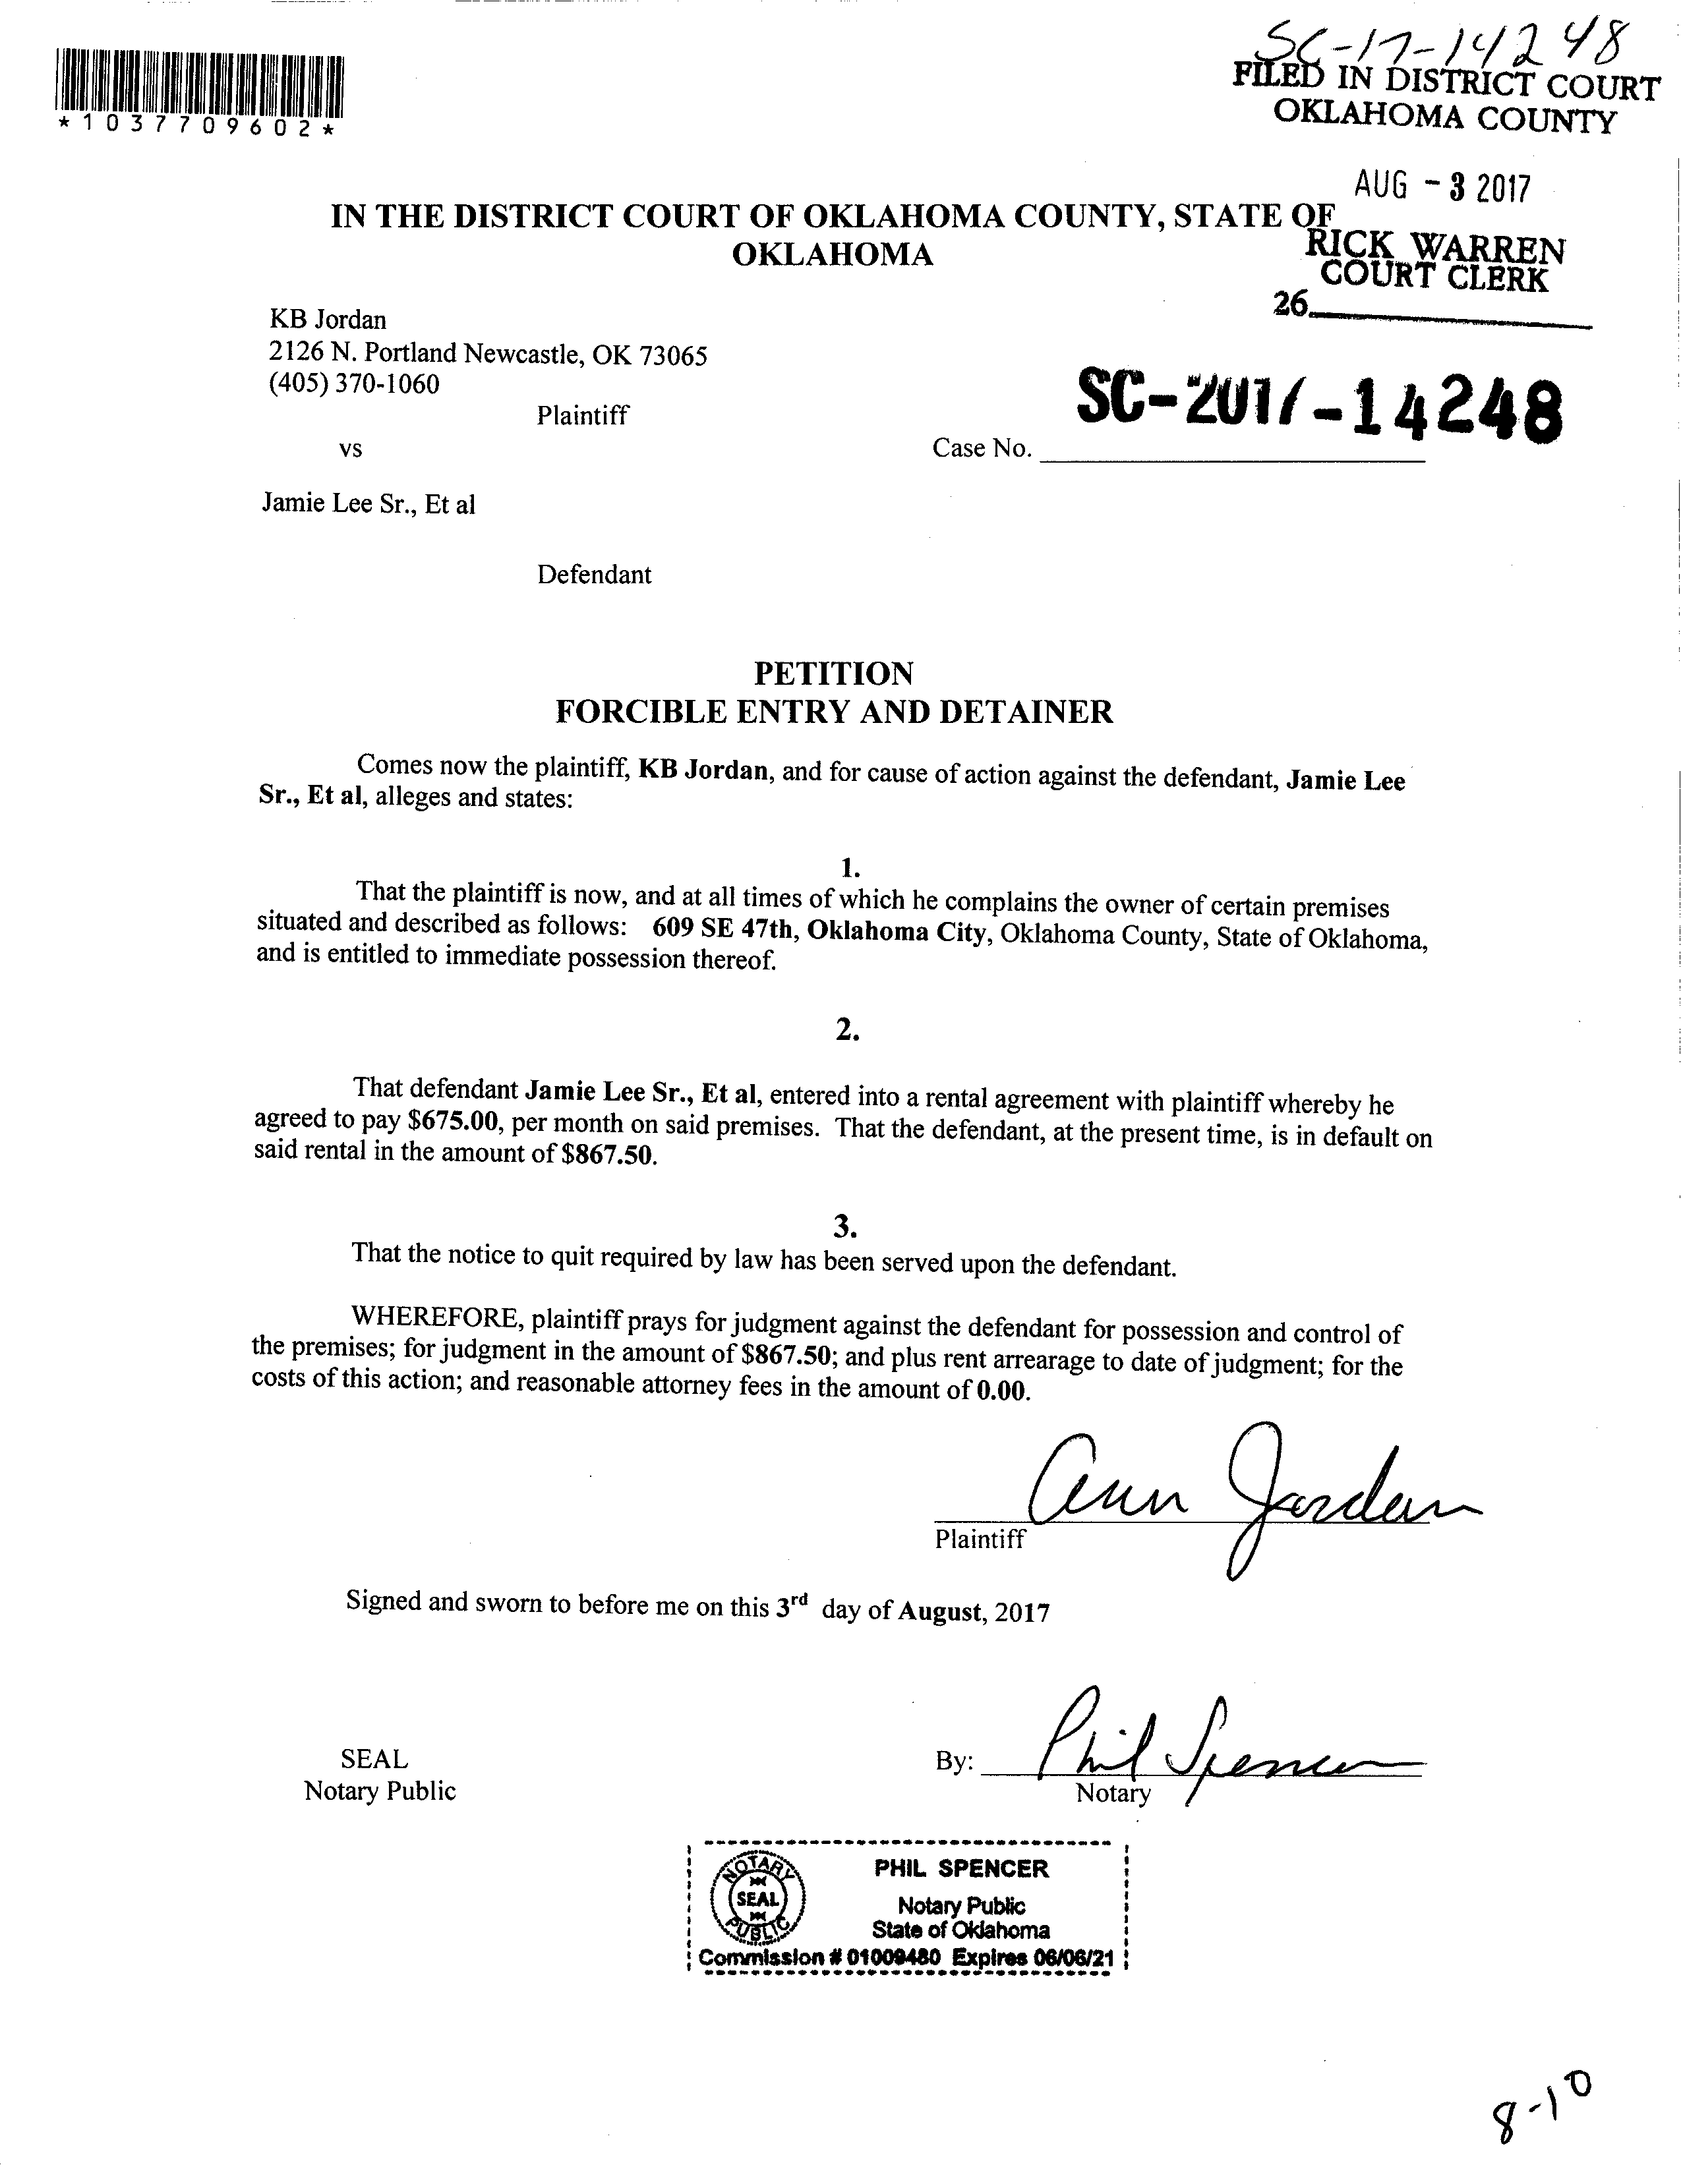 SC-17-14248
FILED IN DISTRICT COURT
OKLAHOMA COUNTY
*1037709602*
AUG - 3 2017
IN THE DISTRICT COURT OF OKLAHOMA COUNTY, STATE OF
OKLAHOMA
RICK WARREN
COURT CLERK
26
KB Jordan
2126 N. Portland Newcastle, OK 73065
(405) 370-1060
Plaintiff
SC-2017-14248
vs
Case No.
Jamie Lee Sr., Et al
Defendant
PETITION
FORCIBLE ENTRY AND DETAINER
Comes now the plaintiff, KB Jordan, and for cause of action against the defendant, Jamie Lee
Sr., Et al, alleges and states:
1.
That the plaintiff is now, and at all times of which he complains the owner of certain premises
situated and described as follows: 609 SE 47th, Oklahoma City, Oklahoma County, State of Oklahoma,
and is entitled to immediate possession thereof.
2.
That defendant Jamie Lee Sr., Et al, entered into a rental agreement with plaintiff whereby he
agreed to pay $675.00, per month on said premises. That the defendant, at the present time, is in default on
said rental in the amount of $867.50.
3.
That the notice to quit required by law has been served upon the defendant.
WHEREFORE, plaintiff prays for judgment against the defendant for possession and control of
the premises; for judgment in the amount of $867.50; and plus rent arrearage to date of judgment; for the
costs of this action; and reasonable attorney fees in the amount of 0.00.
Ann Jordan
Plaintiff
Signed and sworn to before me on this 3rd day of August, 2017
SEAL
Notary Public
By: Phil Spencer
Notary
NOTARY
SEAL
PUBLIC
PHIL SPENCER
Notary Public
State of Oklahoma
Commission # 01009480 Expires 06/06/21
8-10